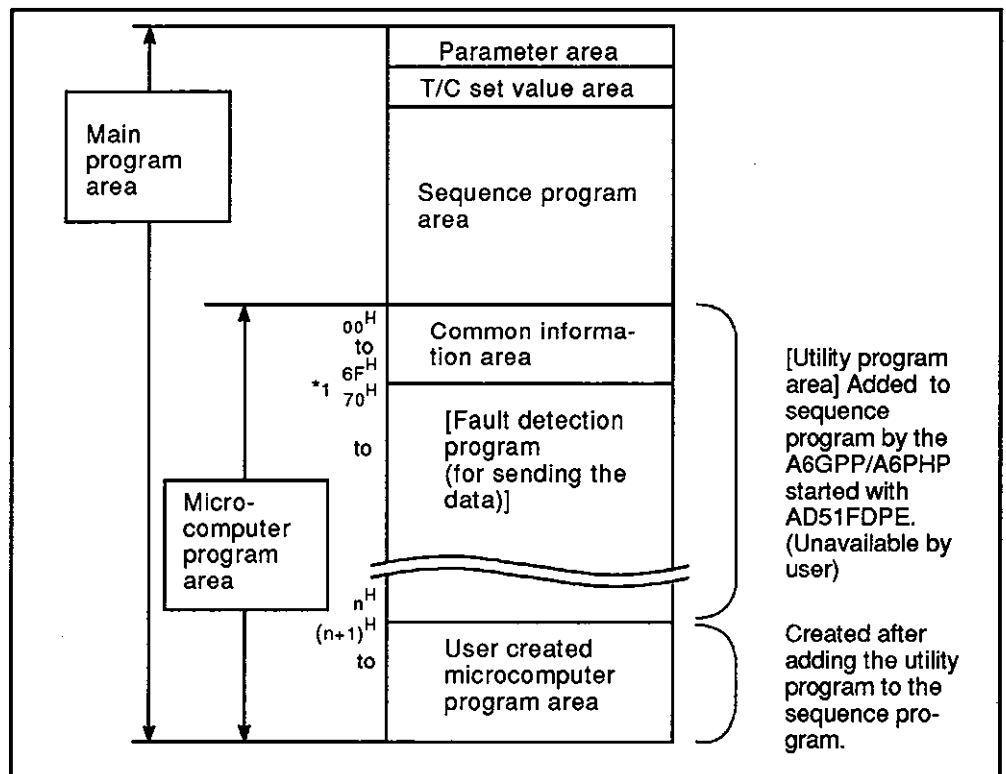 Parameter area
T/C set value area
Main
program
area
Sequence program
area
00H
to
6FH
Common informa-
tion area
*1 70H
to
[Fault detection
program
(for sending the
data)]
Micro-
computer
program
area
nH
(n+1)H
to
User created
microcomputer
program area
[Utility program
area] Added to
sequence
program by the
A6GPP/A6PHP
started with
AD51FDPE.
(Unavailable by
user)
Created after
adding the utility
program to the
sequence pro-
gram.